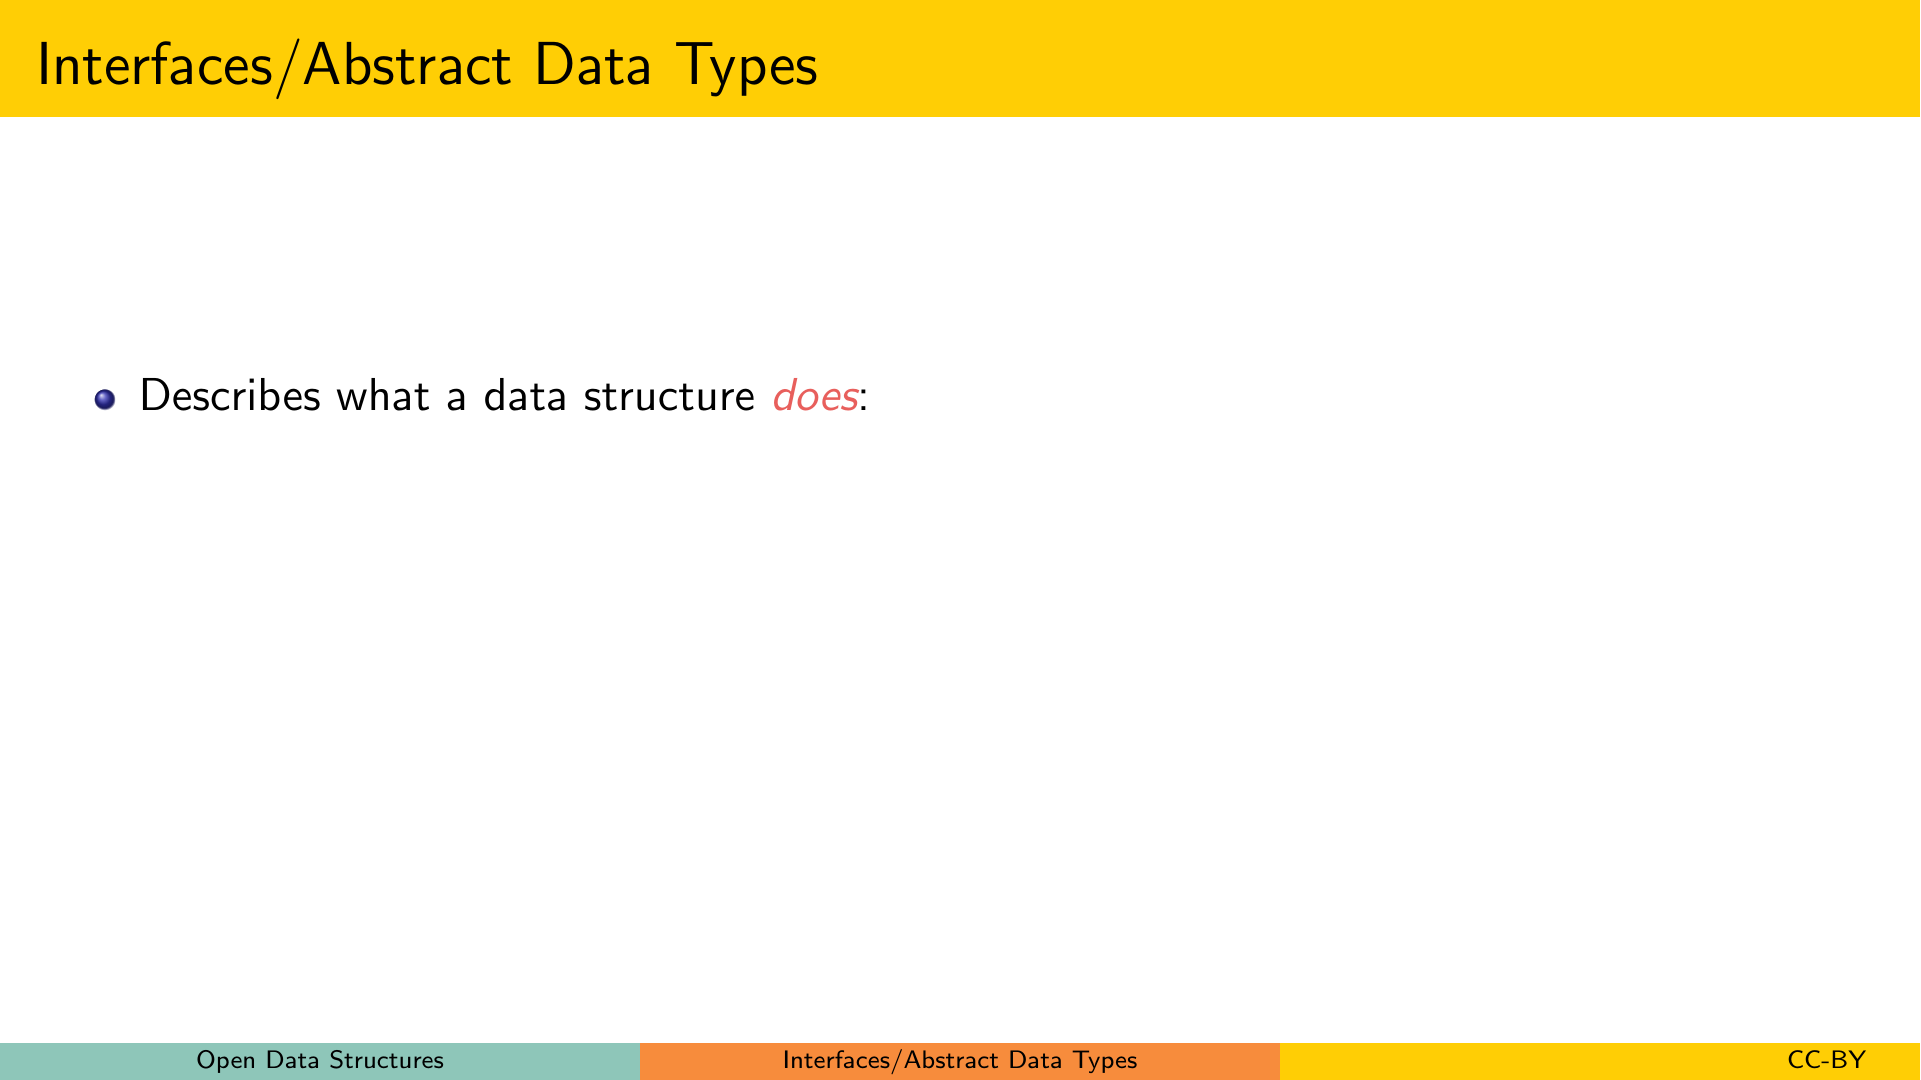 Interfaces/Abstract Data Types
Describes what a data structure does:
Open Data Structures
Interfaces/Abstract Data Types
CC-BY